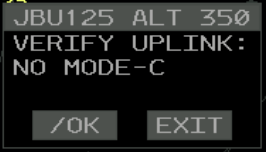 JBU125 ALT 350
VERIFY UPLINK:
NO MODE-C
/OK EXIT